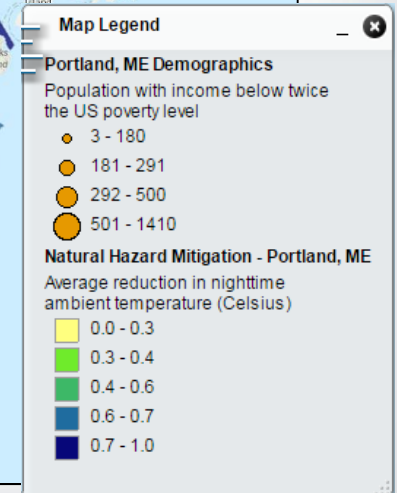 Map Legend
Portland, ME Demographics
Population with income below twice
the US poverty level
3 - 180
181 - 291
292 - 500
501 - 1410
Natural Hazard Mitigation - Portland, ME
Average reduction in nighttime
ambient temperature (Celsius)
0.0 - 0.3
0.3 - 0.4
0.4 - 0.6
0.6 - 0.7
0.7 - 1.0